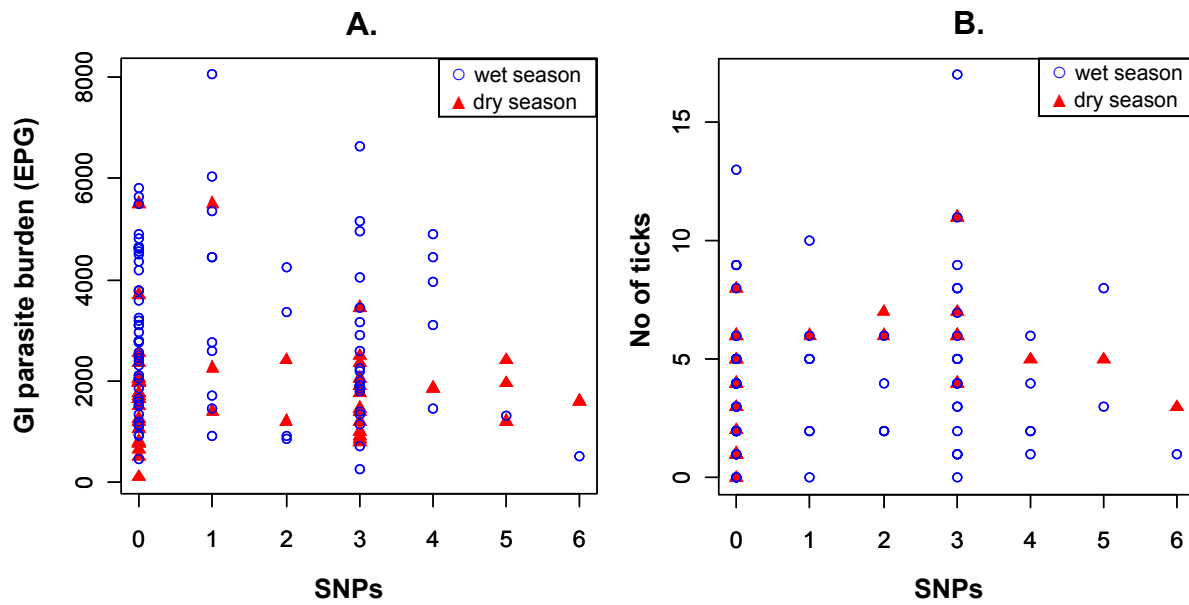 A.
GI parasite burden (EPG)
8000
6000
4000
2000
0
wet season
dry season
0 1 2 3 4 5 6
SNPs
B.
No of ticks
15
10
5
0
wet season
dry season
0 1 2 3 4 5 6
SNPs